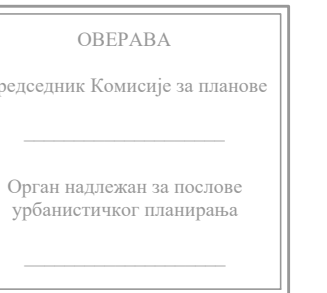 ОВЕРАВА
редседник Комисије за планове
Орган надлежан за послове
урбанистичког планирања